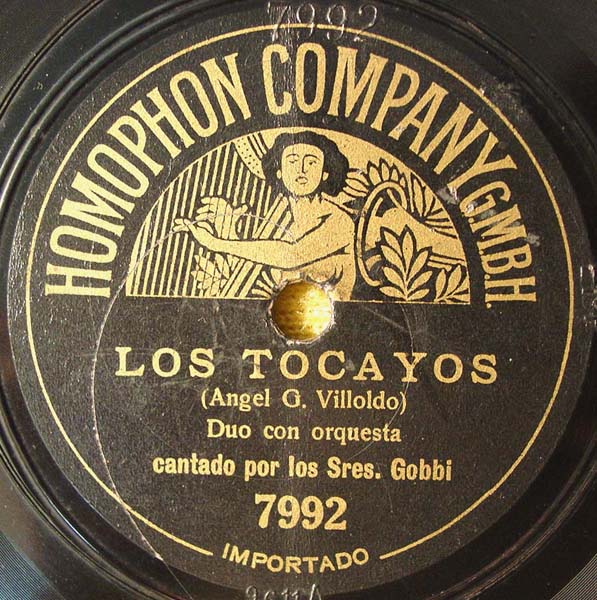 7992
HOMOPHON COMPANY G.M.B.H.
LOS TOCAYOS
(Angel G. Villoldo)
Duo con orquesta
cantado por los Sres. Gobbi
7992
IMPORTADO